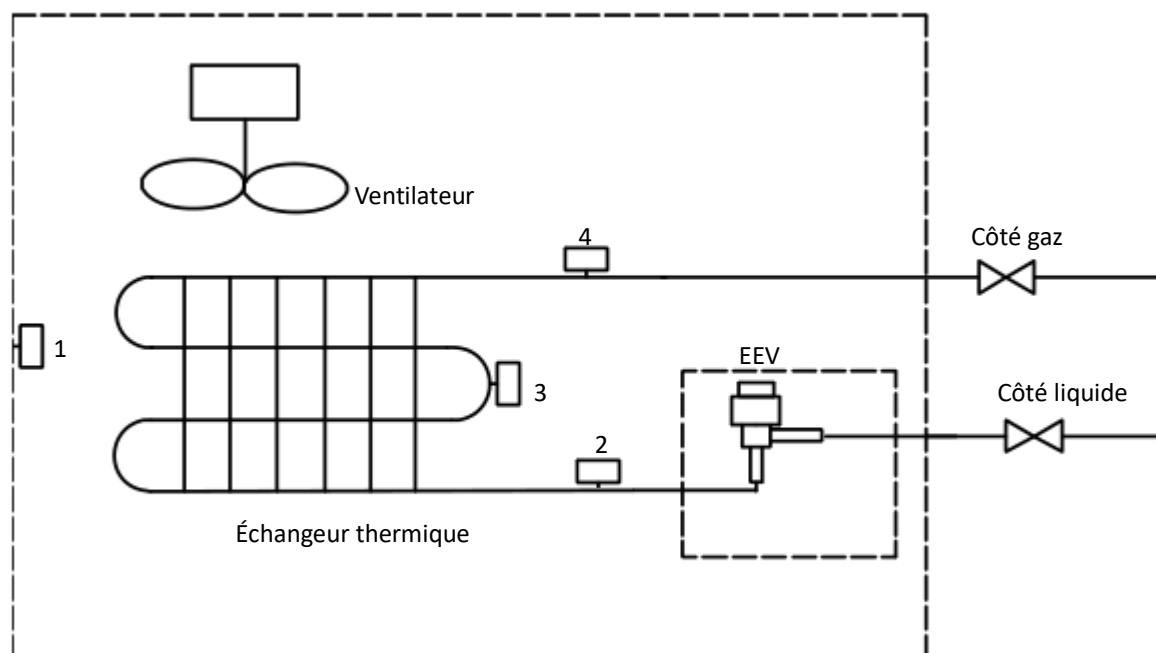 Ventilateur
4
Côté gaz
1
EEV
3
Côté liquide
2
Échangeur thermique